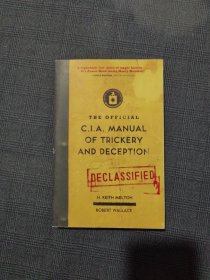 THE OFFICIAL
C.I.A. MANUAL
OF TRICKERY
AND DECEPTION
DECLASSIFIED
H. KEITH MELTON
ROBERT WALLACE